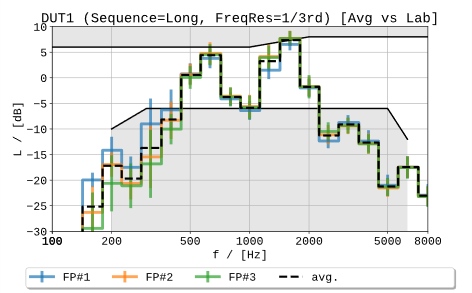 DUT1 (Sequence=Long, FreqRes=1/3rd) [Avg vs Lab]
10
5
0
−5
−10
−15
−20
−25
−30
L / [dB]
100 200 500 1000 2000 5000 8000
f / [Hz]
FP#1 FP#2 FP#3 avg.